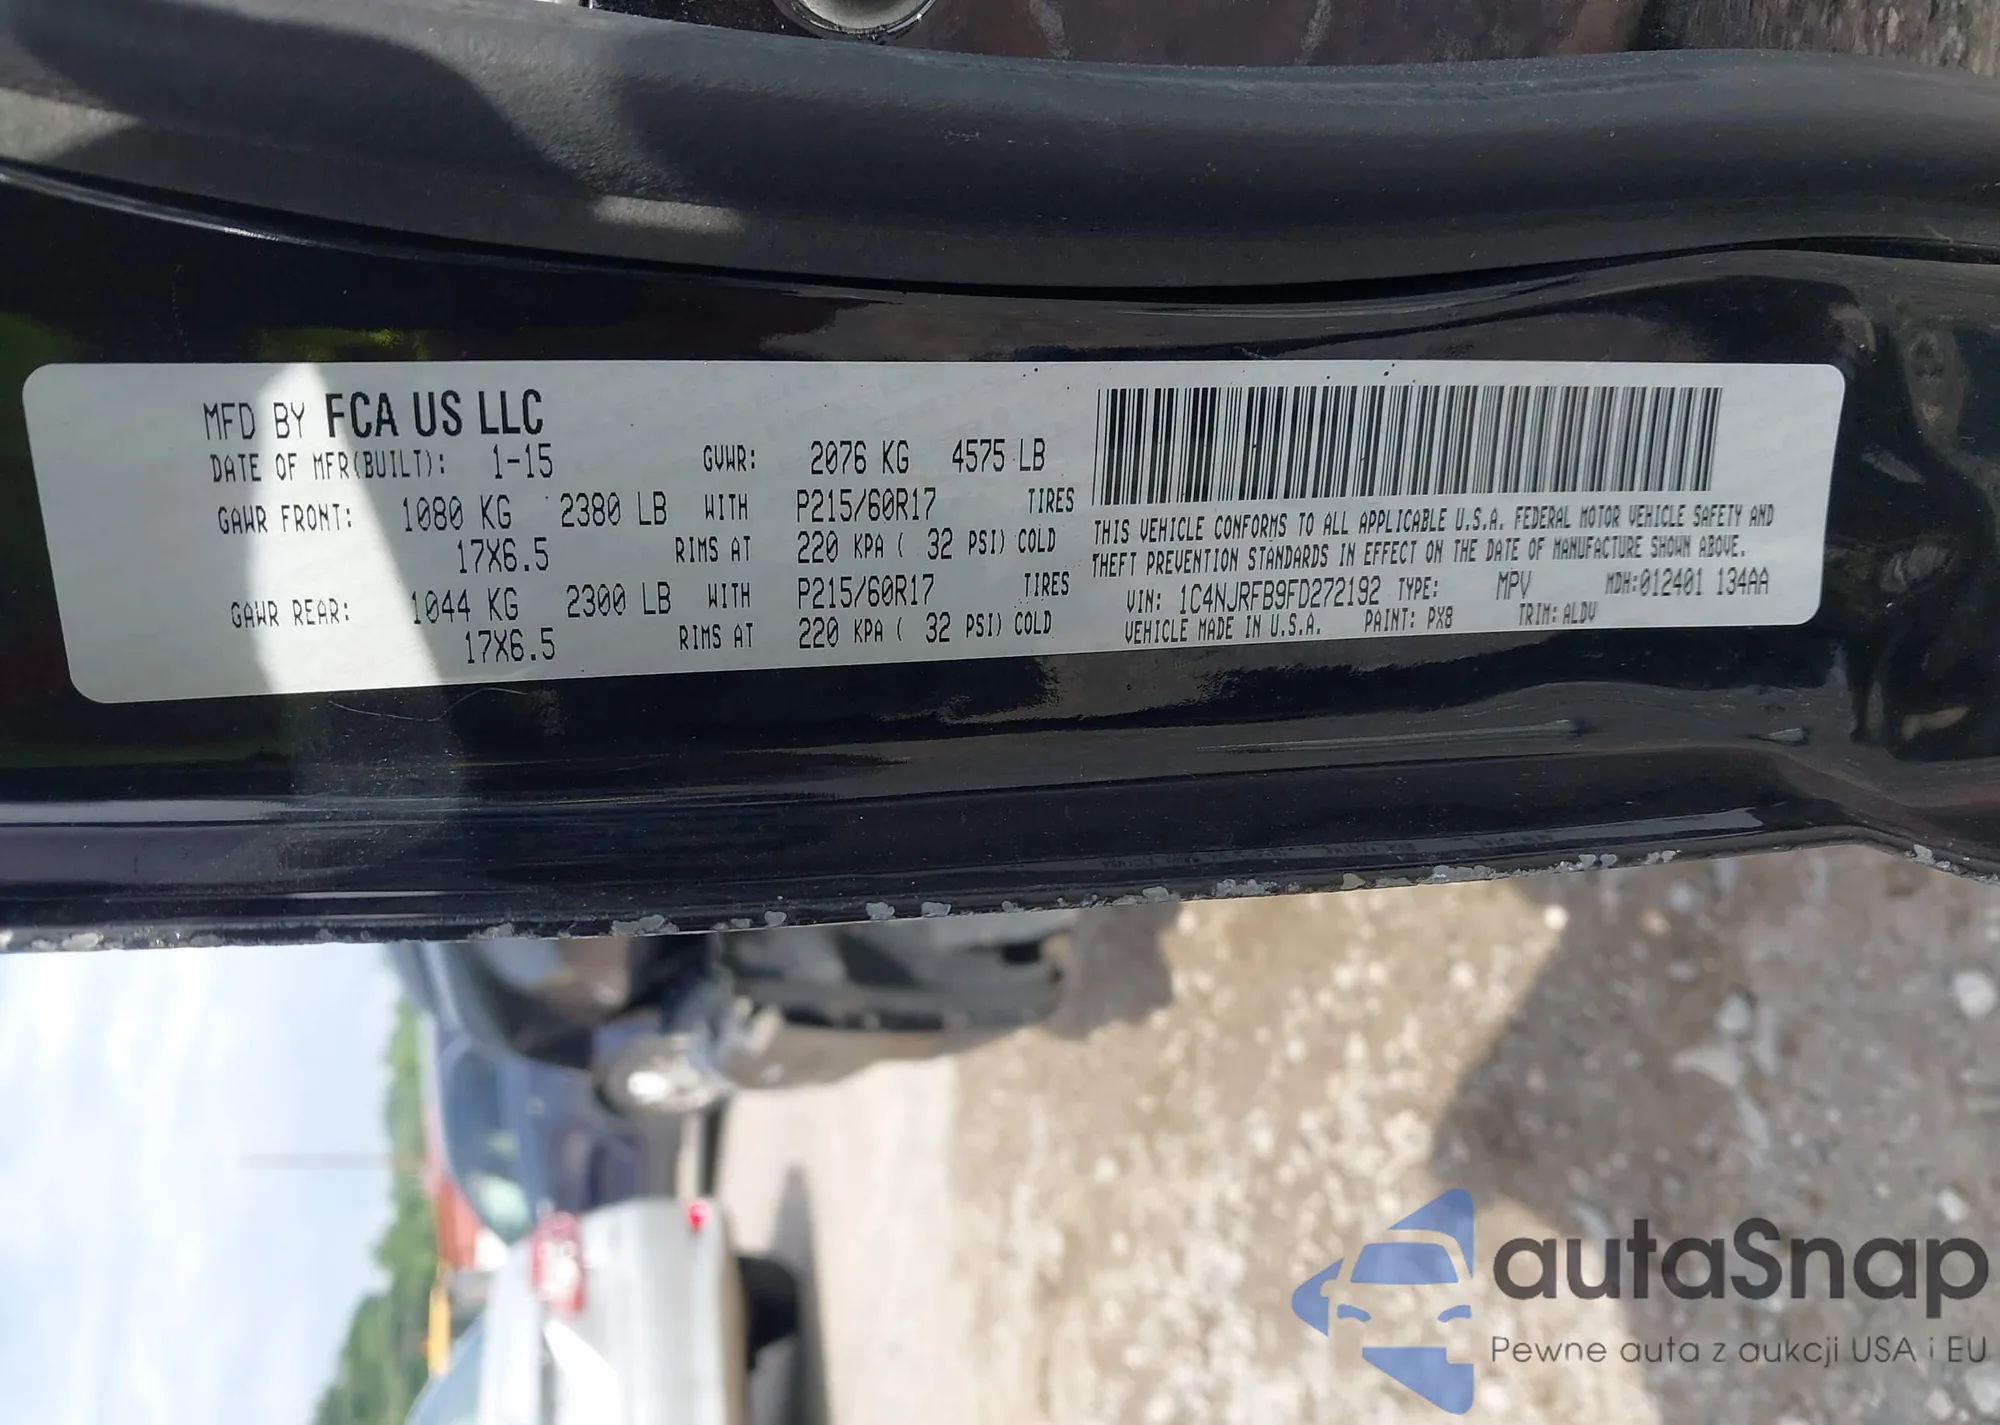 MFD BY FCA US LLC
DATE OF MFR(BUILT): 1-15 GVWR: 2076 KG 4575 LB
GAWR FRONT: 1080 KG 2380 LB WITH P215/60R17 TIRES
17X6.5 RIMS AT 220 KPA ( 32 PSI) COLD
GAWR REAR: 1044 KG 2300 LB WITH P215/60R17 TIRES
17X6.5 RIMS AT 220 KPA ( 32 PSI) COLD
THIS VEHICLE CONFORMS TO ALL APPLICABLE U.S.A. FEDERAL MOTOR VEHICLE SAFETY AND
THEFT PREVENTION STANDARDS IN EFFECT ON THE DATE OF MANUFACTURE SHOWN ABOVE.
VIN: 1C4NJRFB9FD272192 TYPE: MPV MDH:012401 134AA
VEHICLE MADE IN U.S.A. PAINT: PX8 TRIM: ALDV
autaSnap
Pewne auta z aukcji USA i EU